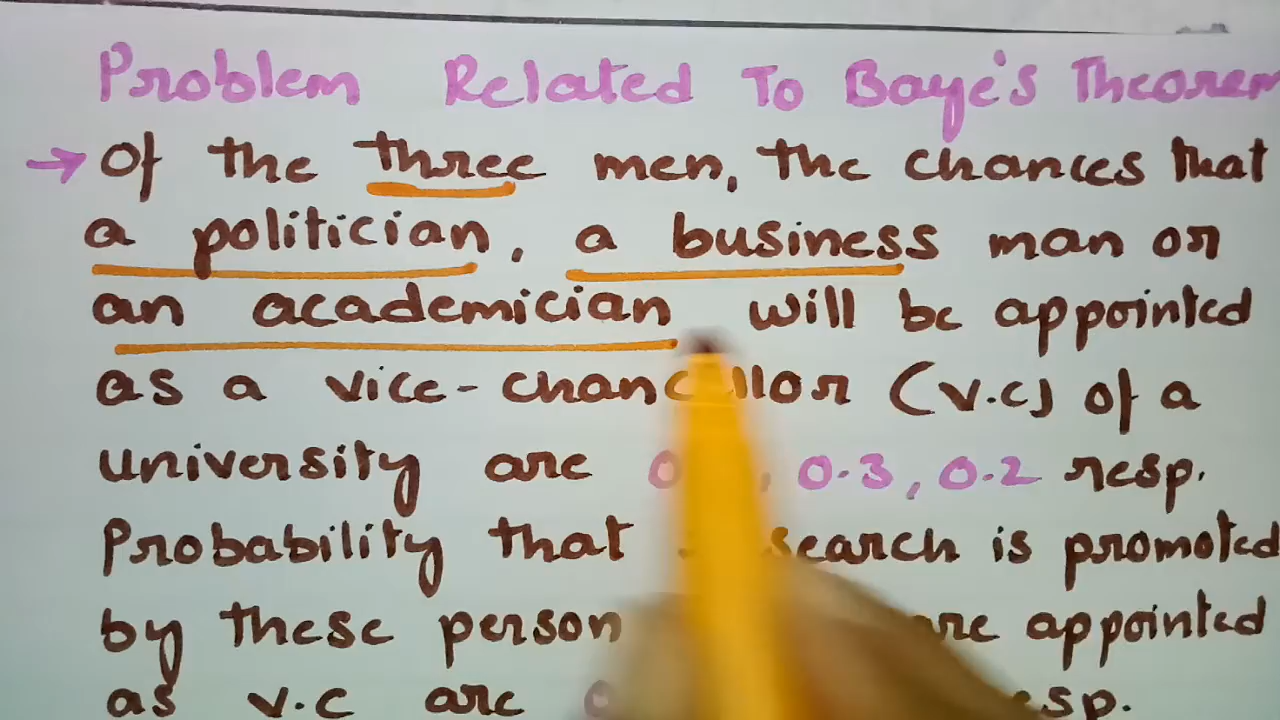 Problem Related To Baye's Theorem
→ Of the three men, the chances that
a politician, a business man or
an academician will be appointed
as a vice-chancellor (V.C) of a
university are 0 , 0.3, 0.2 resp.
Probability that search is promoted
by these person are appointed
as V.C are resp.